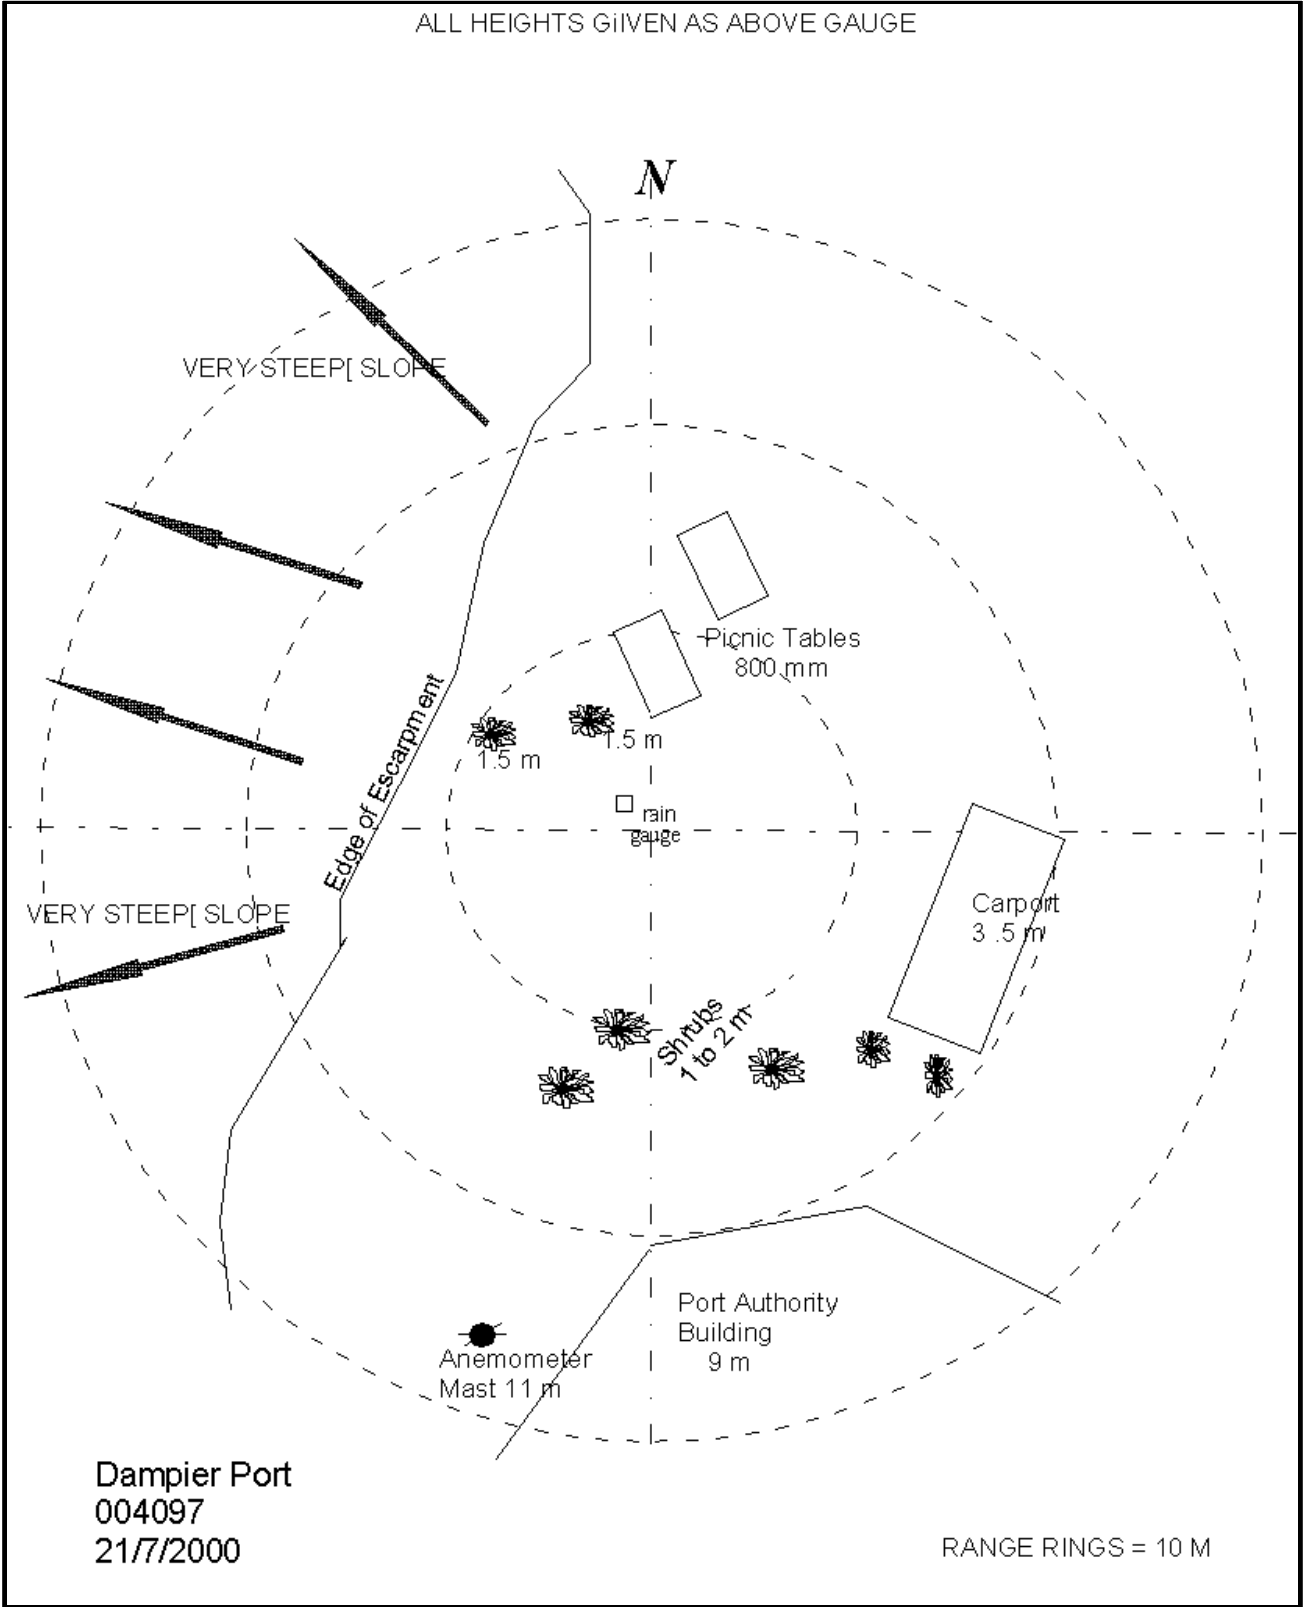 ALL HEIGHTS GiIVEN AS ABOVE GAUGE
N
VERY STEEP[ SLOPE
Picnic Tables
800 mm
Edge of Escarpment
1.5 m
1.5 m
rain
gauge
VERY STEEP[ SLOPE
Carport
3 .5 m
Shrubs
1 to 2 m
Port Authority
Building
9 m
Anemometer
Mast 11 m
Dampier Port
004097
21/7/2000
RANGE RINGS = 10 M